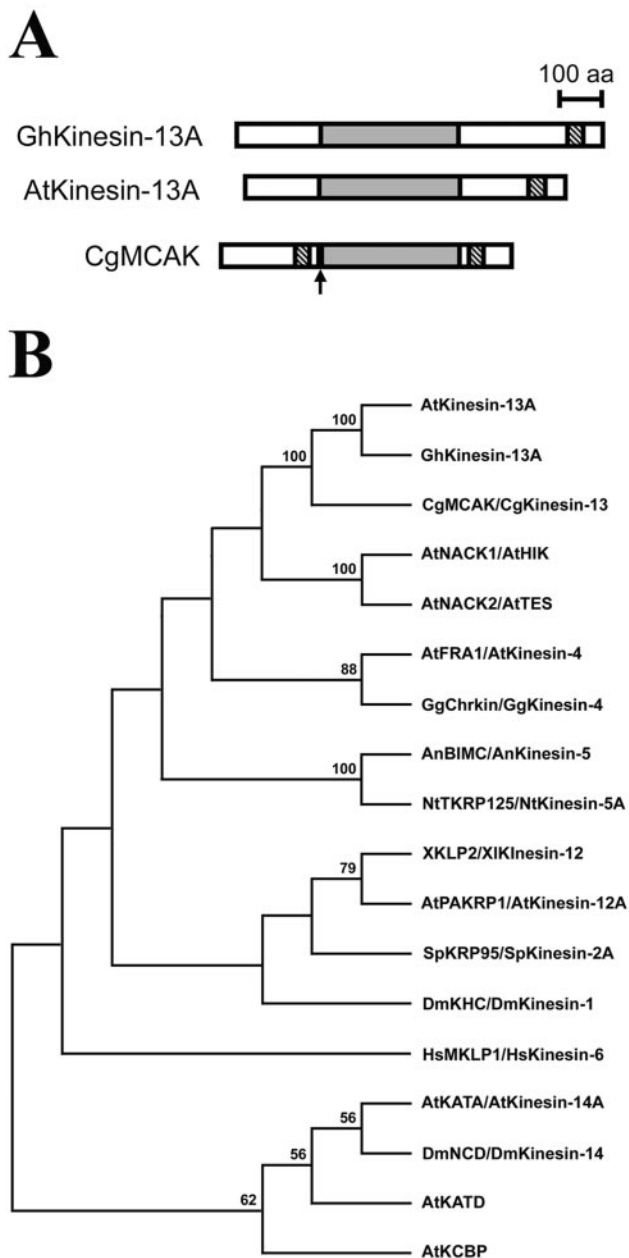 A
100 aa
GhKinesin-13A
AtKinesin-13A
CgMCAK
B
AtKinesin-13A
100
GhKinesin-13A
100
CgMCAK/CgKinesin-13
AtNACK1/AtHIK
100
AtNACK2/AtTES
AtFRA1/AtKinesin-4
88
GgChrkin/GgKinesin-4
AnBIMC/AnKinesin-5
100
NtTKRP125/NtKinesin-5A
XKLP2/XlKInesin-12
79
AtPAKRP1/AtKinesin-12A
SpKRP95/SpKinesin-2A
DmKHC/DmKinesin-1
HsMKLP1/HsKinesin-6
AtKATA/AtKinesin-14A
56
DmNCD/DmKinesin-14
56
AtKATD
62
AtKCBP